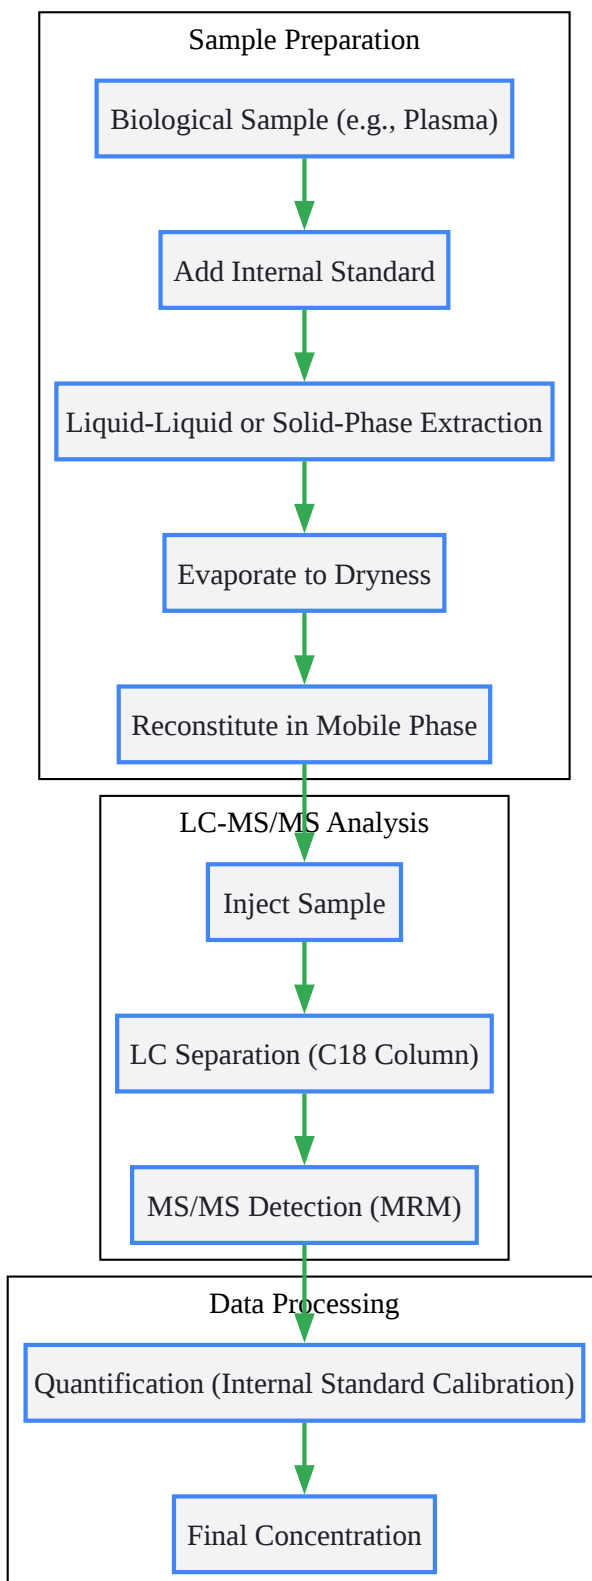 Sample Preparation
Biological Sample (e.g., Plasma)
Add Internal Standard
Liquid-Liquid or Solid-Phase Extraction
Evaporate to Dryness
Reconstitute in Mobile Phase
LC-MS/MS Analysis
Inject Sample
LC Separation (C18 Column)
MS/MS Detection (MRM)
Data Processing
Quantification (Internal Standard Calibration)
Final Concentration